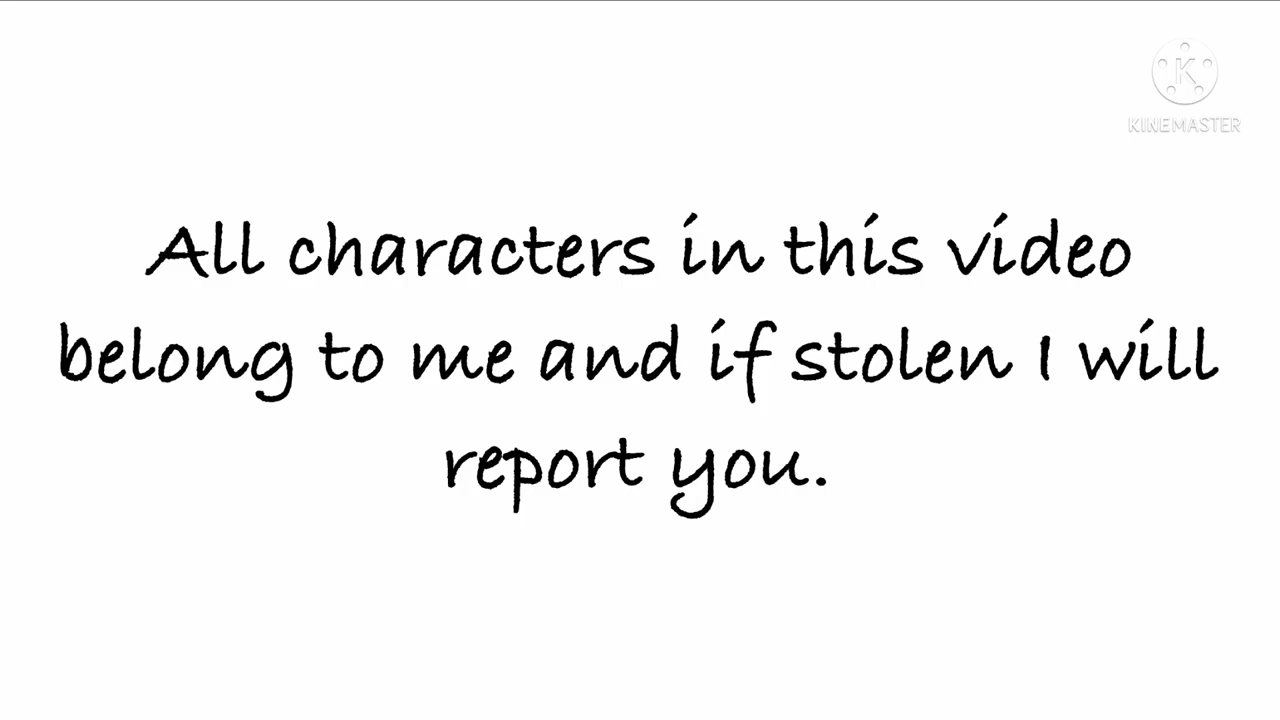 KINEMASTER
All characters in this video
belong to me and if stolen I will
report you.